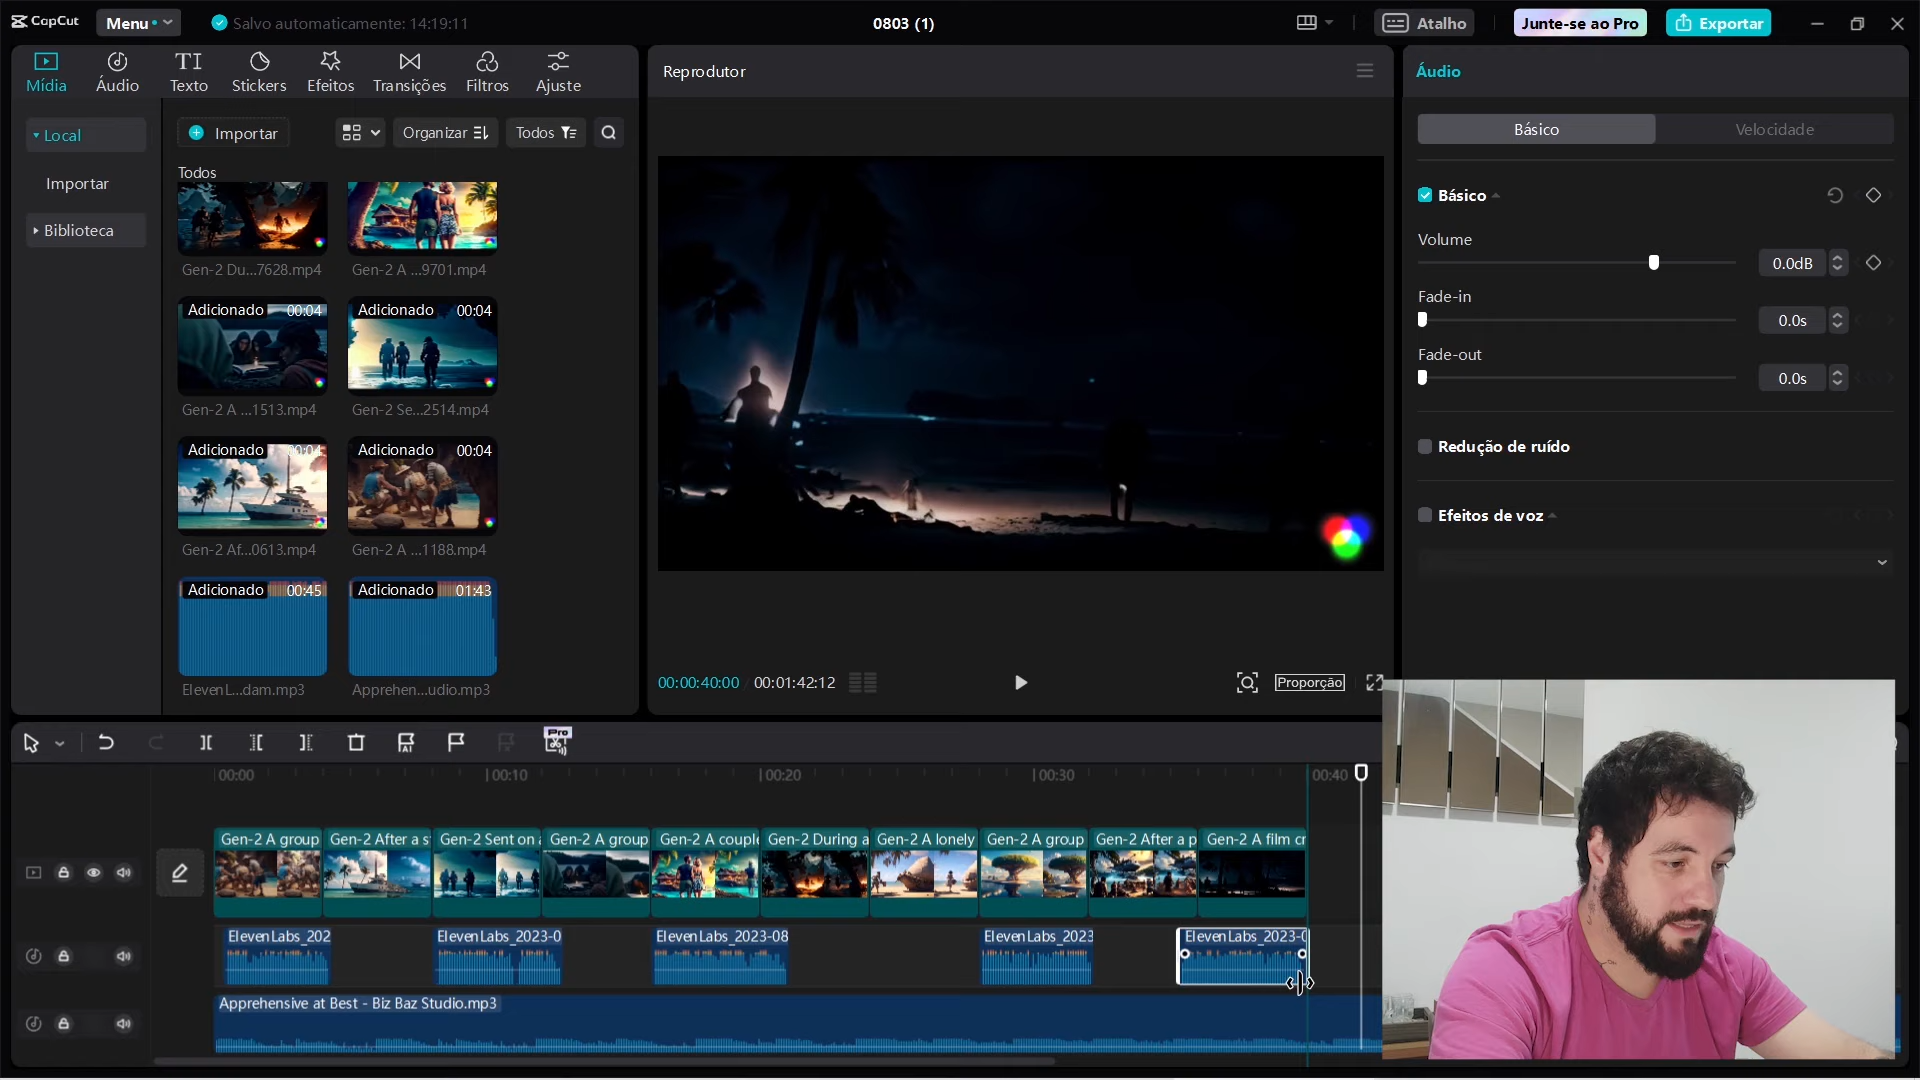 CapCut
Menu
Salvo automaticamente: 14:19:11
0803 (1)
Atalho
Junte-se ao Pro
Exportar
Mídia
Áudio
Texto
Stickers
Efeitos
Transições
Filtros
Ajuste
Local
Importar
Biblioteca
Importar
Organizar
Todos
Todos
Gen-2 Du...7628.mp4
Gen-2 A ...9701.mp4
Adicionado 00:04
Adicionado 00:04
Gen-2 A ...1513.mp4
Gen-2 Se...2514.mp4
Adicionado 00:04
Adicionado 00:04
Gen-2 Af...0613.mp4
Gen-2 A ...1188.mp4
Adicionado 00:45
Adicionado 01:43
ElevenL...dam.mp3
Apprehen...udio.mp3
Reprodutor
00:00:40:00 00:01:42:12
Proporção
Áudio
Básico
Velocidade
Básico
Volume
0.0dB
Fade-in
0.0s
Fade-out
0.0s
Redução de ruído
Efeitos de voz
Pro
00:00
00:10
00:20
00:30
00:40
Gen-2 A group
Gen-2 After a s
Gen-2 Sent on
Gen-2 A group
Gen-2 A couple
Gen-2 During a
Gen-2 A lonely
Gen-2 A group
Gen-2 After a p
Gen-2 A film cr
ElevenLabs_202
ElevenLabs_2023-0
ElevenLabs_2023-08
ElevenLabs_2023
ElevenLabs_2023-0
Apprehensive at Best - Biz Baz Studio.mp3